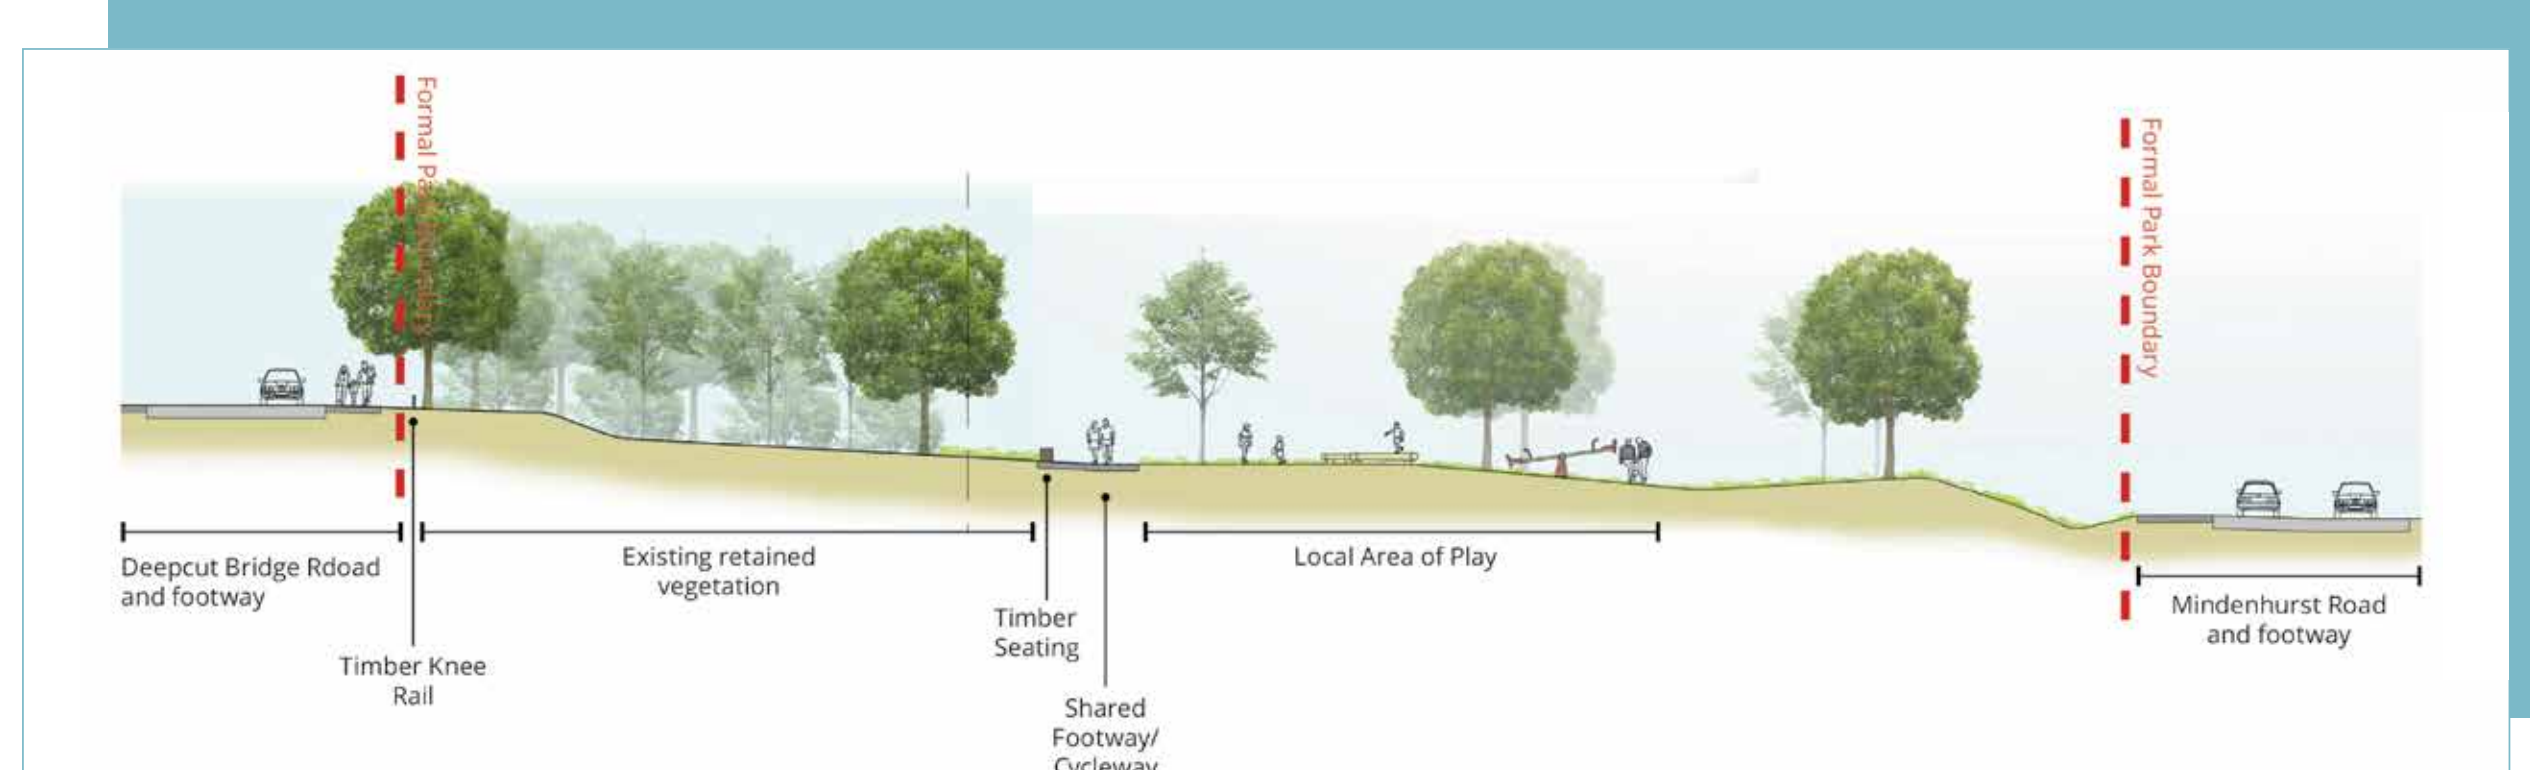 Formal Park Boundary
Formal Park Boundary
Deepcut Bridge Rdoad
and footway
Existing retained
vegetation
Local Area of Play
Mindenhurst Road
and footway
Timber
Seating
Timber Knee
Rail
Shared
Footway/
Cycleway